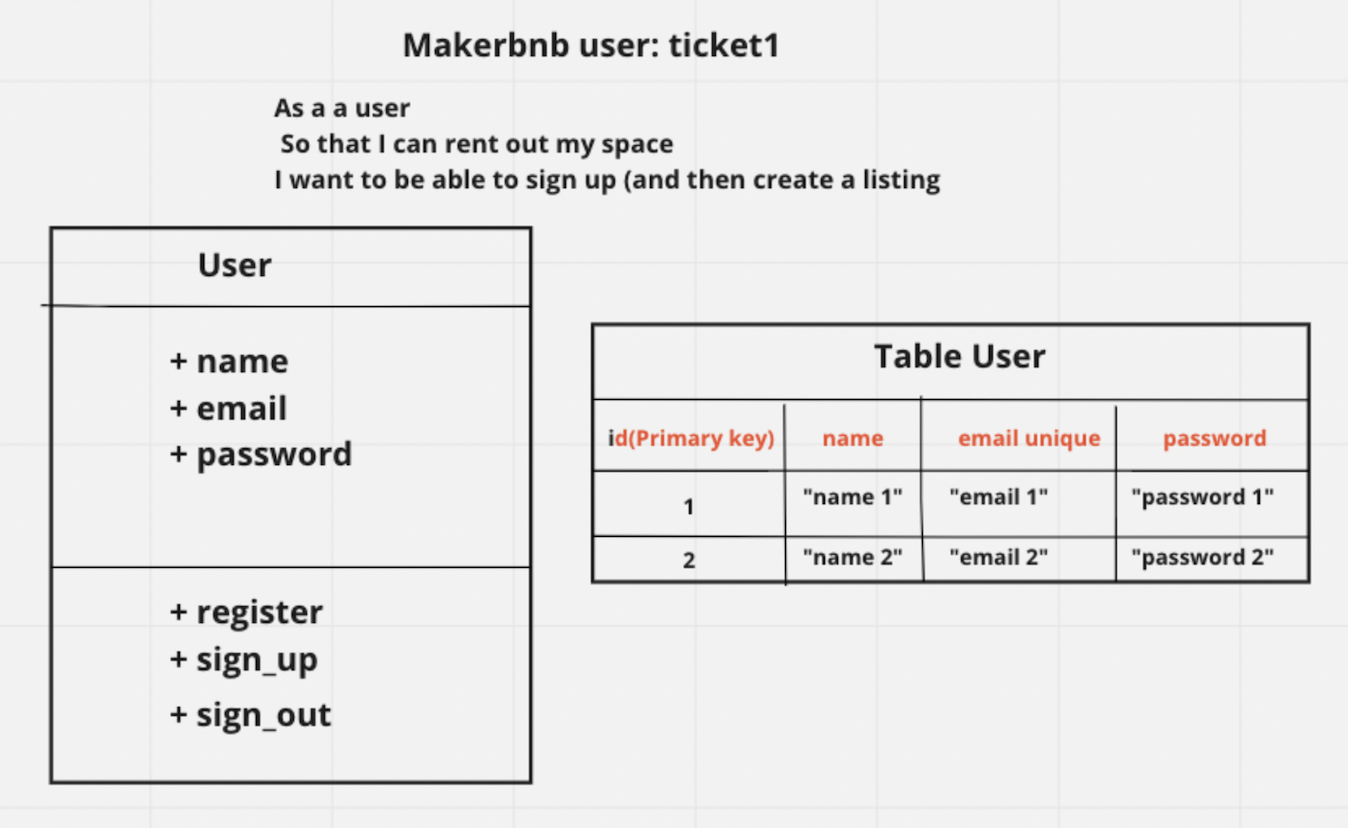 Makerbnb user: ticket1
As a a user
So that I can rent out my space
I want to be able to sign up (and then create a listing
User
+ name
+ email
+ password
+ register
+ sign_up
+ sign_out
Table User
id(Primary key) name email unique password
1 "name 1" "email 1" "password 1"
2 "name 2" "email 2" "password 2"